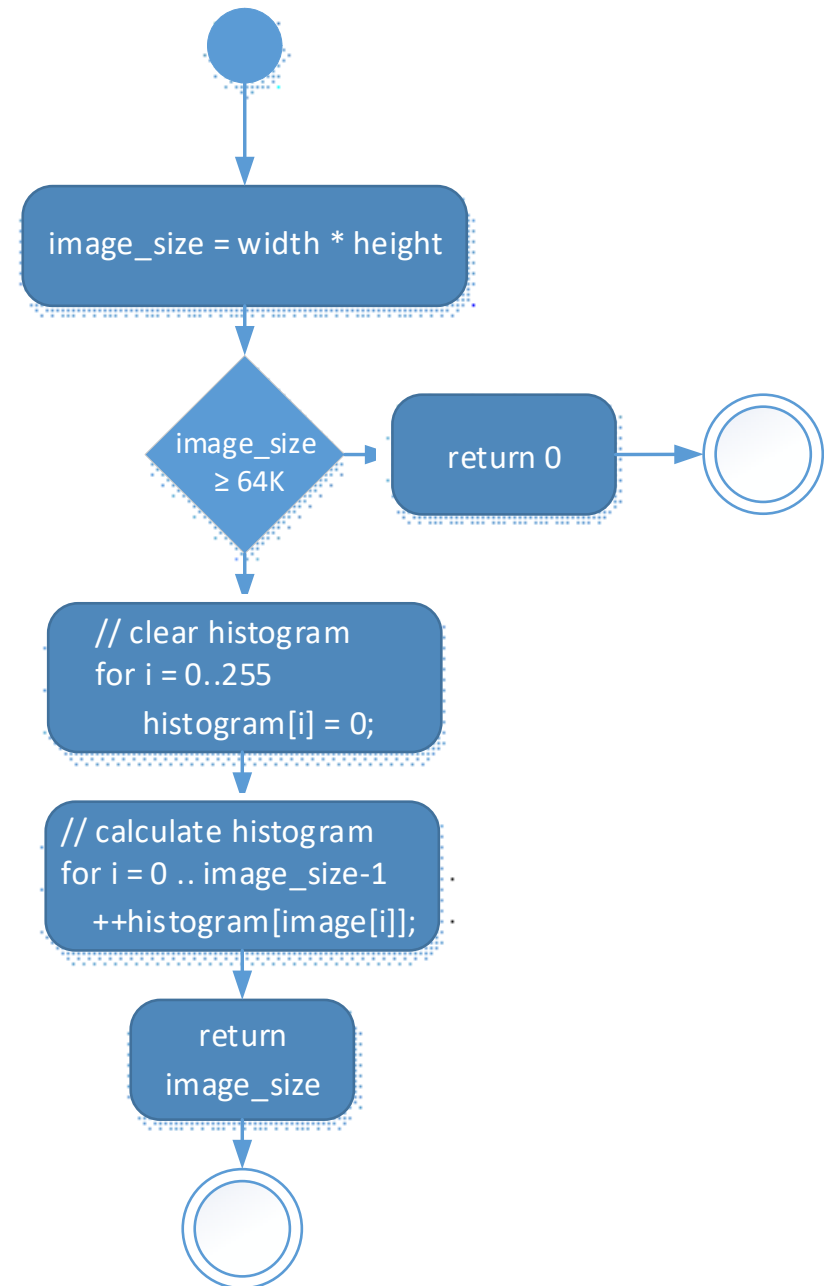 image_size = width * height
image_size
≥ 64K
return 0
// clear histogram
for i = 0..255
histogram[i] = 0;
// calculate histogram
for i = 0 .. image_size-1
++histogram[image[i]];
return
image_size